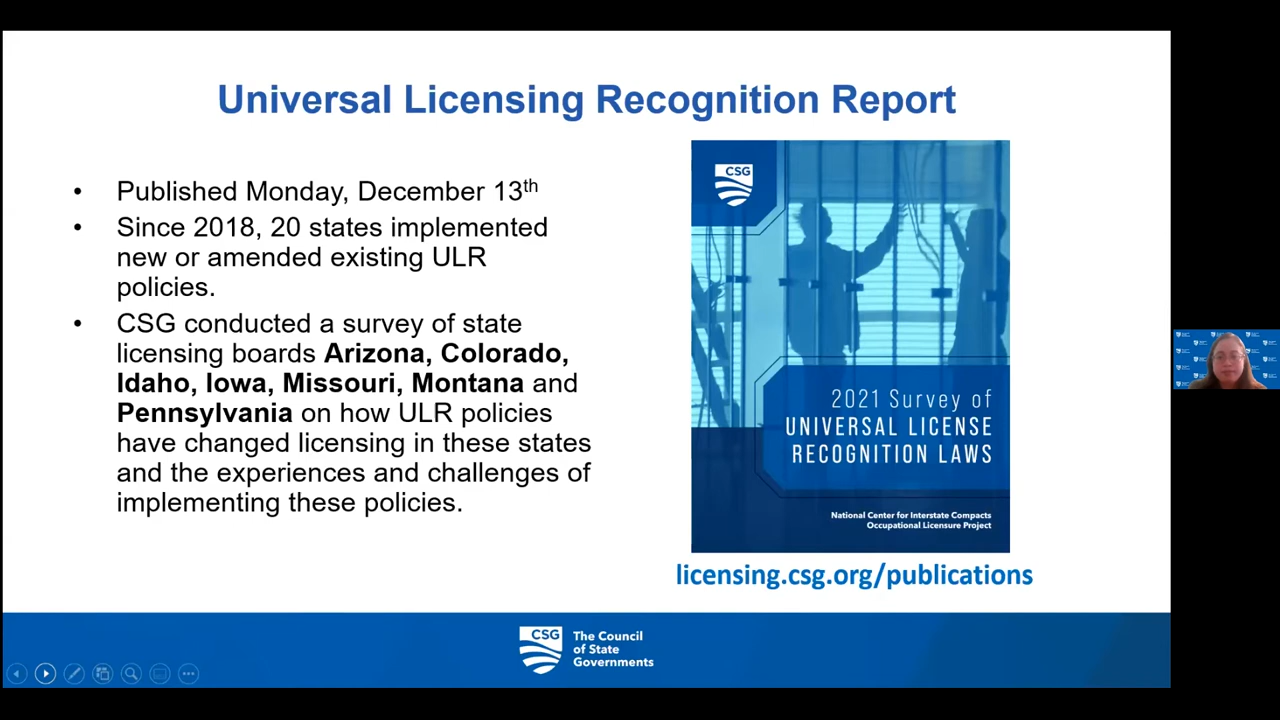 Universal Licensing Recognition Report
• Published Monday, December 13th
• Since 2018, 20 states implemented
new or amended existing ULR
policies.
• CSG conducted a survey of state
licensing boards Arizona, Colorado,
Idaho, Iowa, Missouri, Montana and
Pennsylvania on how ULR policies
have changed licensing in these states
and the experiences and challenges of
implementing these policies.
CSG
2021 Survey of
UNIVERSAL LICENSE
RECOGNITION LAWS
National Center for Interstate Compacts
Occupational Licensure Project
licensing.csg.org/publications
CSG
The Council
of State
Governments